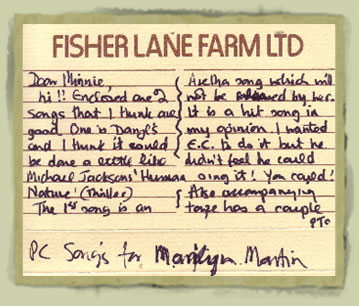 FISHER LANE FARM LTD
Dear Minnie,
hi!! Enclosed are 2
songs that I think are
good. One is Daryl's
and I think it could
be done a little like
Michael Jacksons' 'Human
Nature' (Thriller)
The 1st song is an
Aretha song which will
not be released by her.
It is a hit song in
my opinion I wanted
E.C. to do it but he
didn't feel he could
sing it! You could!
Also accompanying
tape has a couple
PTO
PC Song's for Marilyn Martin